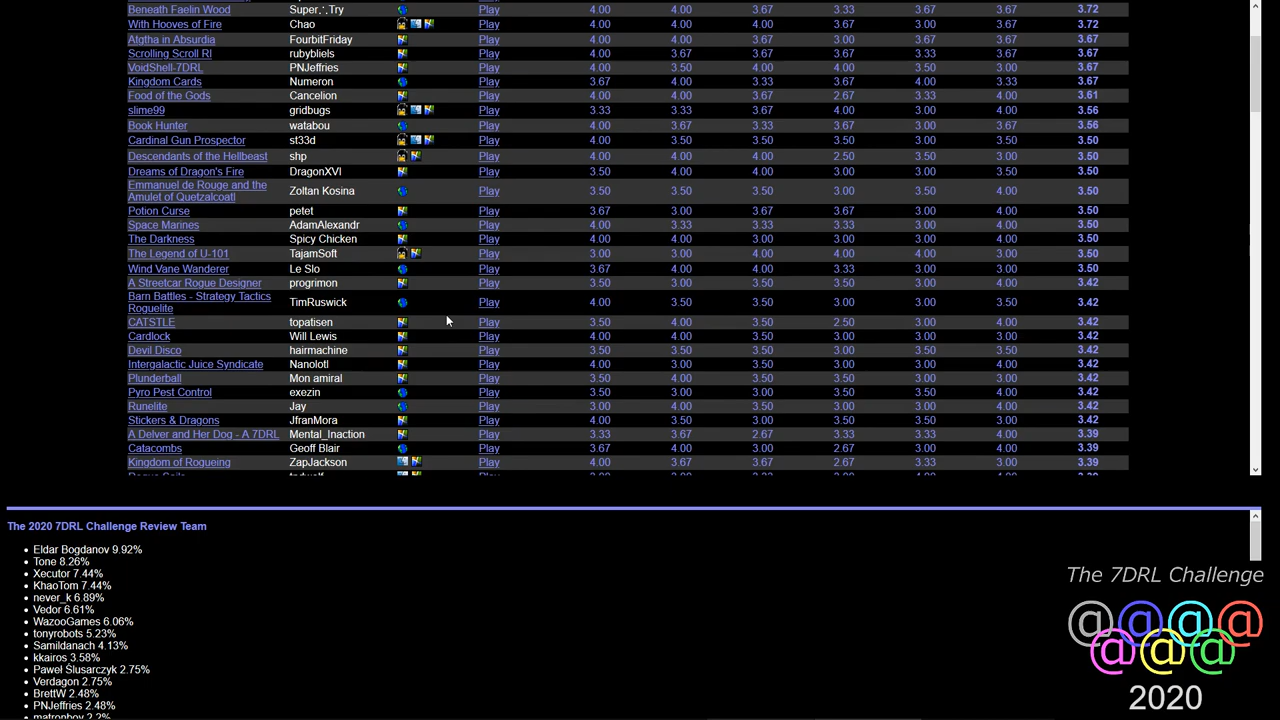 Beneath Faelin Wood Super⋰Try Play 4.00 4.00 3.67 3.33 3.67 3.67 3.72
With Hooves of Fire Chao Play 4.00 4.00 3.67 3.00 3.67 4.00 3.72
Atgtha in Absurdia FourbitFriday Play 4.00 4.00 4.00 3.00 3.00 4.00 3.67
Scrolling Scroll RI rubybliels Play 4.00 3.67 3.67 3.67 3.33 3.67 3.67
VoidShell-7DRL PNJeffries Play 4.00 3.50 4.00 4.00 3.50 3.00 3.67
Kingdom Cards Numeron Play 3.67 4.00 3.33 3.67 4.00 3.33 3.67
Food of the Gods Cancelion Play 4.00 4.00 3.67 2.67 3.33 4.00 3.61
slime99 gridbugs Play 3.33 3.33 3.67 4.00 3.00 4.00 3.56
Book Hunter watabou Play 4.00 3.67 3.33 3.67 3.00 3.67 3.56
Cardinal Gun Prospector st33d Play 4.00 3.50 3.50 3.50 3.50 3.00 3.50
Descendants of the Hellbeast shp Play 4.00 4.00 4.00 2.50 3.50 3.00 3.50
Dreams of Dragon's Fire DragonXVI Play 3.50 4.00 4.00 3.00 3.50 3.00 3.50
Emmanuel de Rouge and the
Amulet of Quetzalcoatl Zoltan Kosina Play 3.50 3.50 3.50 3.00 3.50 4.00 3.50
Potion Curse petet Play 3.67 3.00 3.67 3.67 3.00 4.00 3.50
Space Marines AdamAlexandr Play 4.00 3.33 3.33 3.33 3.00 4.00 3.50
The Darkness Spicy Chicken Play 4.00 4.00 3.00 3.00 3.00 4.00 3.50
The Legend of U-101 TajamSoft Play 3.00 3.00 4.00 4.00 4.00 3.00 3.50
Wind Vane Wanderer Le Slo Play 3.67 4.00 4.00 3.33 3.00 3.00 3.50
A Streetcar Rogue Designer progrimon Play 3.50 4.00 3.50 3.00 3.00 3.50 3.42
Barn Battles - Strategy Tactics
Roguelite TimRuswick Play 4.00 3.50 3.50 3.00 3.00 3.50 3.42
CATSTLE topatisen Play 3.50 4.00 3.50 2.50 3.00 4.00 3.42
Cardlock Will Lewis Play 4.00 4.00 3.50 3.00 3.00 3.00 3.42
Devil Disco hairmachine Play 3.50 3.50 3.50 3.00 3.50 3.50 3.42
Intergalactic Juice Syndicate Nanoloti Play 4.00 4.00 3.50 3.00 3.00 3.00 3.42
Plunderball Mon amiral Play 3.50 4.00 3.50 3.50 3.00 3.00 3.42
Pyro Pest Control exezin Play 3.50 3.50 3.00 3.00 3.50 4.00 3.42
Runelite Jay Play 3.00 4.00 3.50 3.00 3.00 4.00 3.42
Stickers & Dragons JfranMora Play 4.00 3.50 3.00 3.50 3.50 3.00 3.42
A Delver and Her Dog - A 7DRL Mental_Inaction Play 3.33 3.67 2.67 3.33 3.33 4.00 3.39
Catacombs Geoff Blair Play 3.67 4.00 3.00 2.67 3.00 4.00 3.39
Kingdom of Rogueing ZapJackson Play 4.00 3.67 3.67 2.67 3.33 3.00 3.39
The 2020 7DRL Challenge Review Team
Eldar Bogdanov 9.92%
Tone 8.26%
Xecutor 7.44%
KhaoTom 7.44%
never_k 6.89%
Vedor 6.61%
WazooGames 6.06%
tonyrobots 5.23%
Samildanach 4.13%
kkairos 3.58%
Paweł Ślusarczyk 2.75%
Verdagon 2.75%
BrettW 2.48%
PNJeffries 2.48%
matronboy 2.2%
The 7DRL Challenge
@@@@
@@@
2020